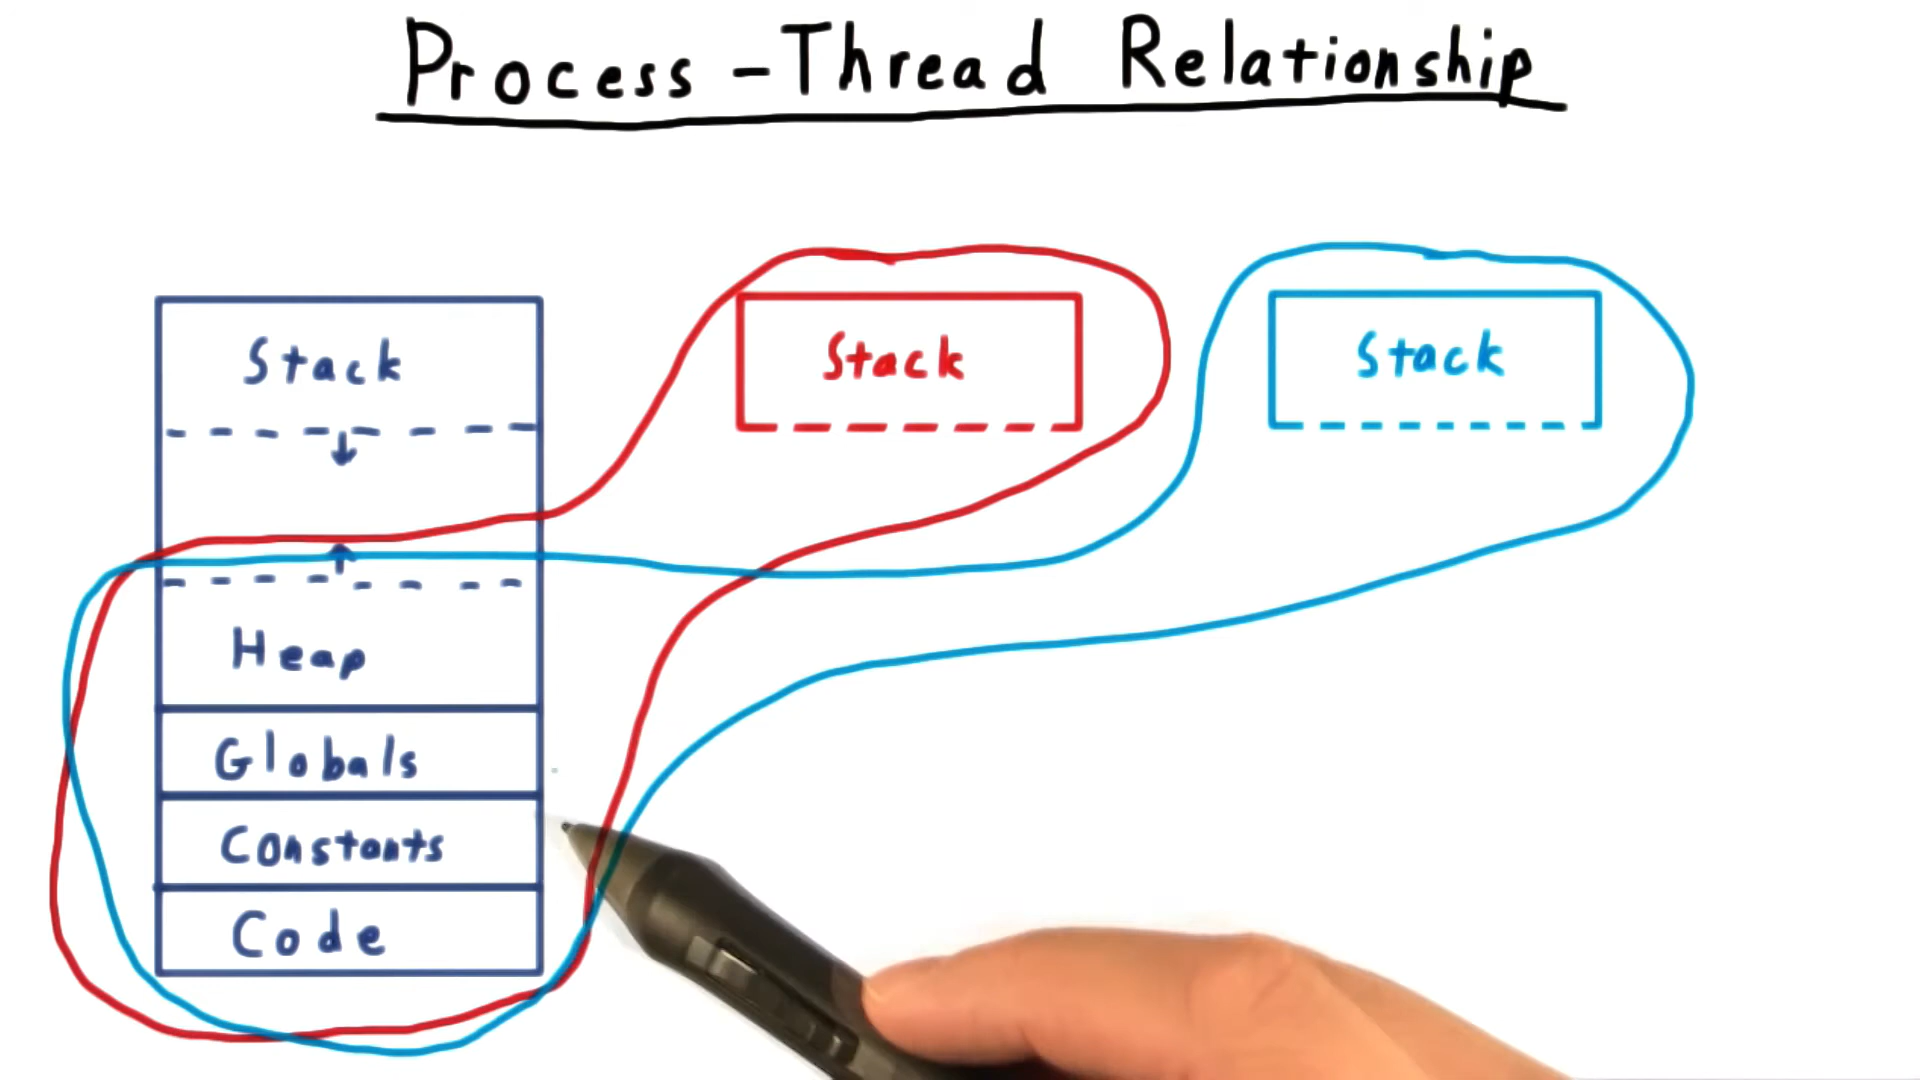 Process - Thread Relationship
Stack
Stack
Stack
Heap
Globals
Constants
Code